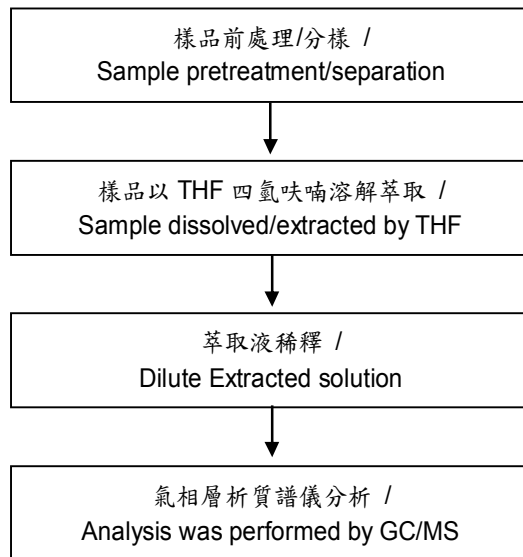 樣品前處理/分樣 /
Sample pretreatment/separation
樣品以 THF 四氫呋喃溶解萃取 /
Sample dissolved/extracted by THF
萃取液稀釋 /
Dilute Extracted solution
氣相層析質譜儀分析 /
Analysis was performed by GC/MS